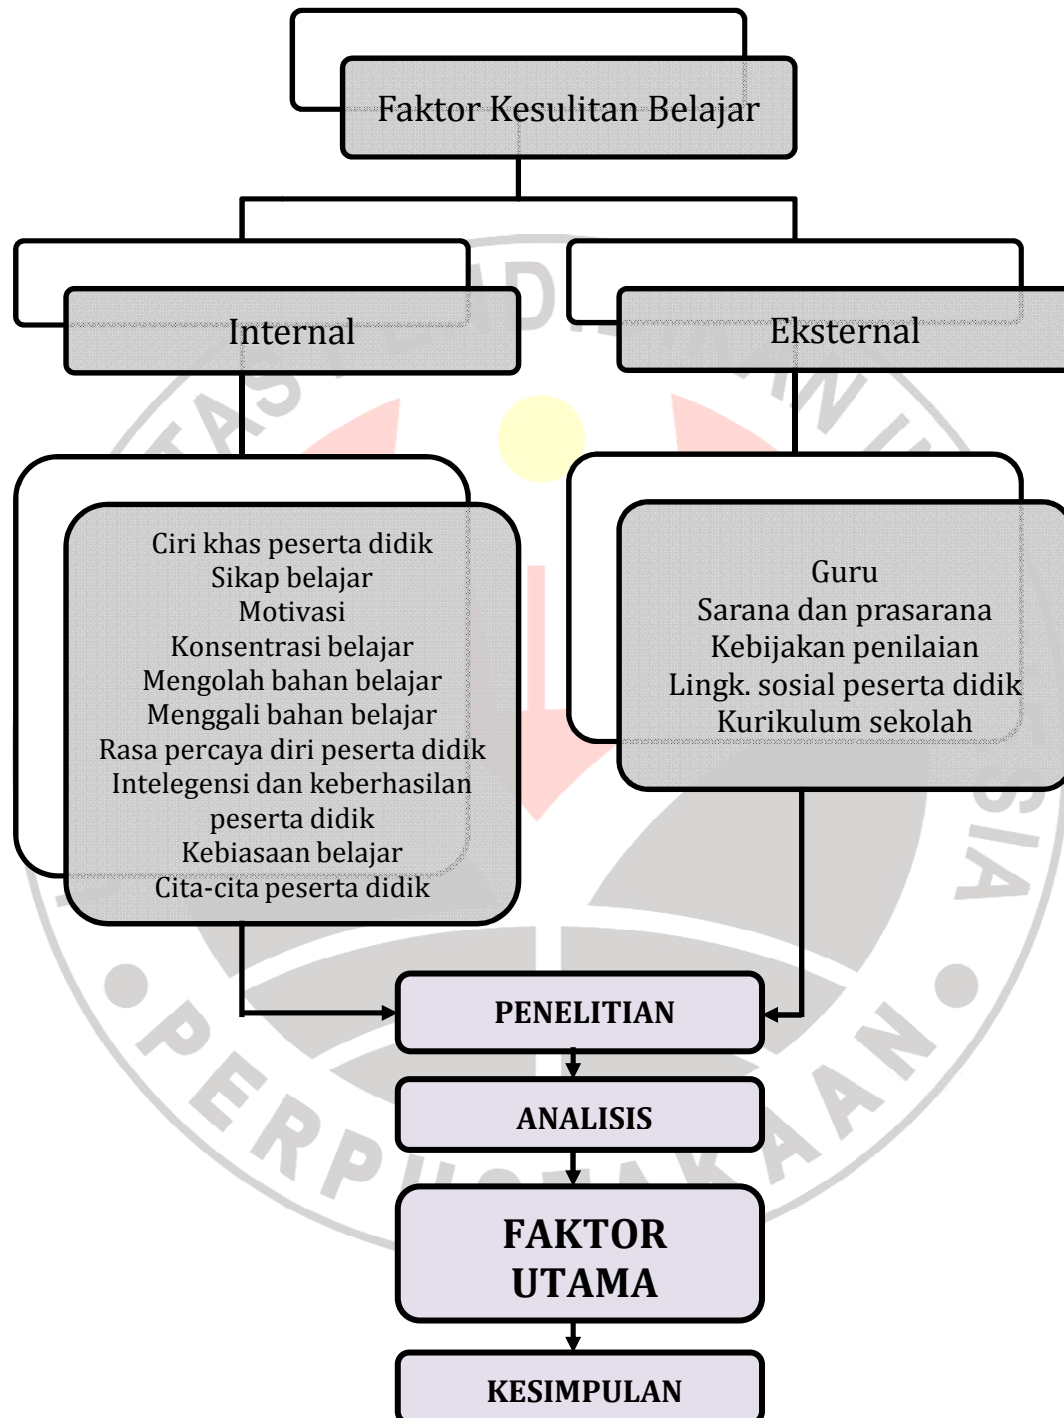 Faktor Kesulitan Belajar
Internal
Eksternal
Ciri khas peserta didik
Sikap belajar
Motivasi
Konsentrasi belajar
Mengolah bahan belajar
Menggali bahan belajar
Rasa percaya diri peserta didik
Intelegensi dan keberhasilan
peserta didik
Kebiasaan belajar
Cita-cita peserta didik
Guru
Sarana dan prasarana
Kebijakan penilaian
Lingk. sosial peserta didik
Kurikulum sekolah
PENELITIAN
ANALISIS
FAKTOR
UTAMA
KESIMPULAN